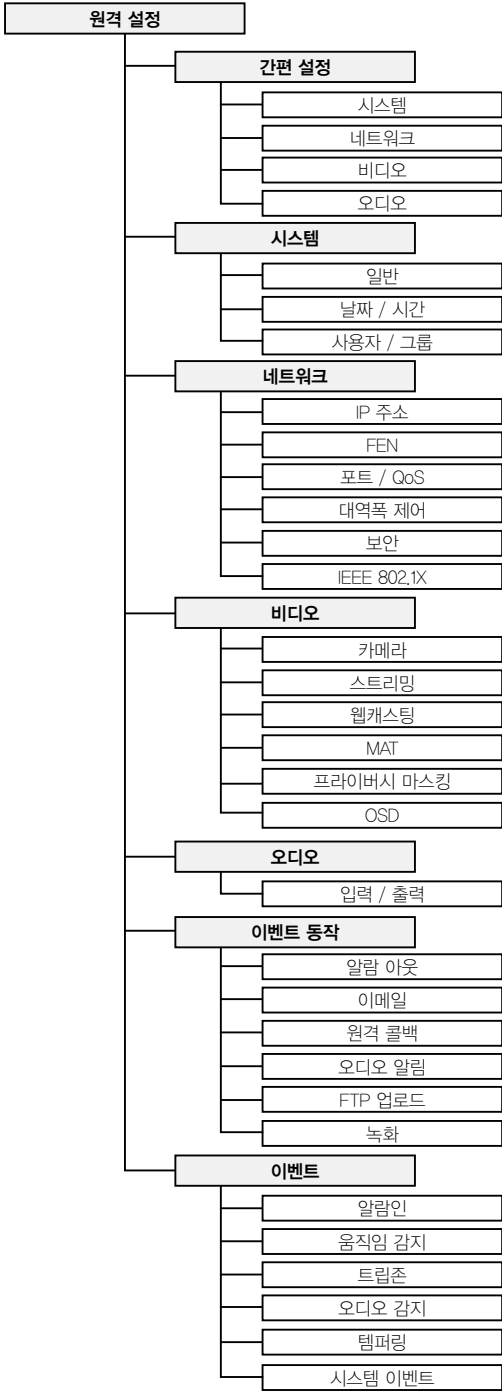 원격 설정
간편 설정
시스템
네트워크
비디오
오디오
시스템
일반
날짜 / 시간
사용자 / 그룹
네트워크
IP 주소
FEN
포트 / QoS
대역폭 제어
보안
IEEE 802.1X
비디오
카메라
스트리밍
웹캐스팅
MAT
프라이버시 마스킹
OSD
오디오
입력 / 출력
이벤트 동작
알람 아웃
이메일
원격 콜백
오디오 알림
FTP 업로드
녹화
이벤트
알람인
움직임 감지
트립존
오디오 감지
템퍼링
시스템 이벤트